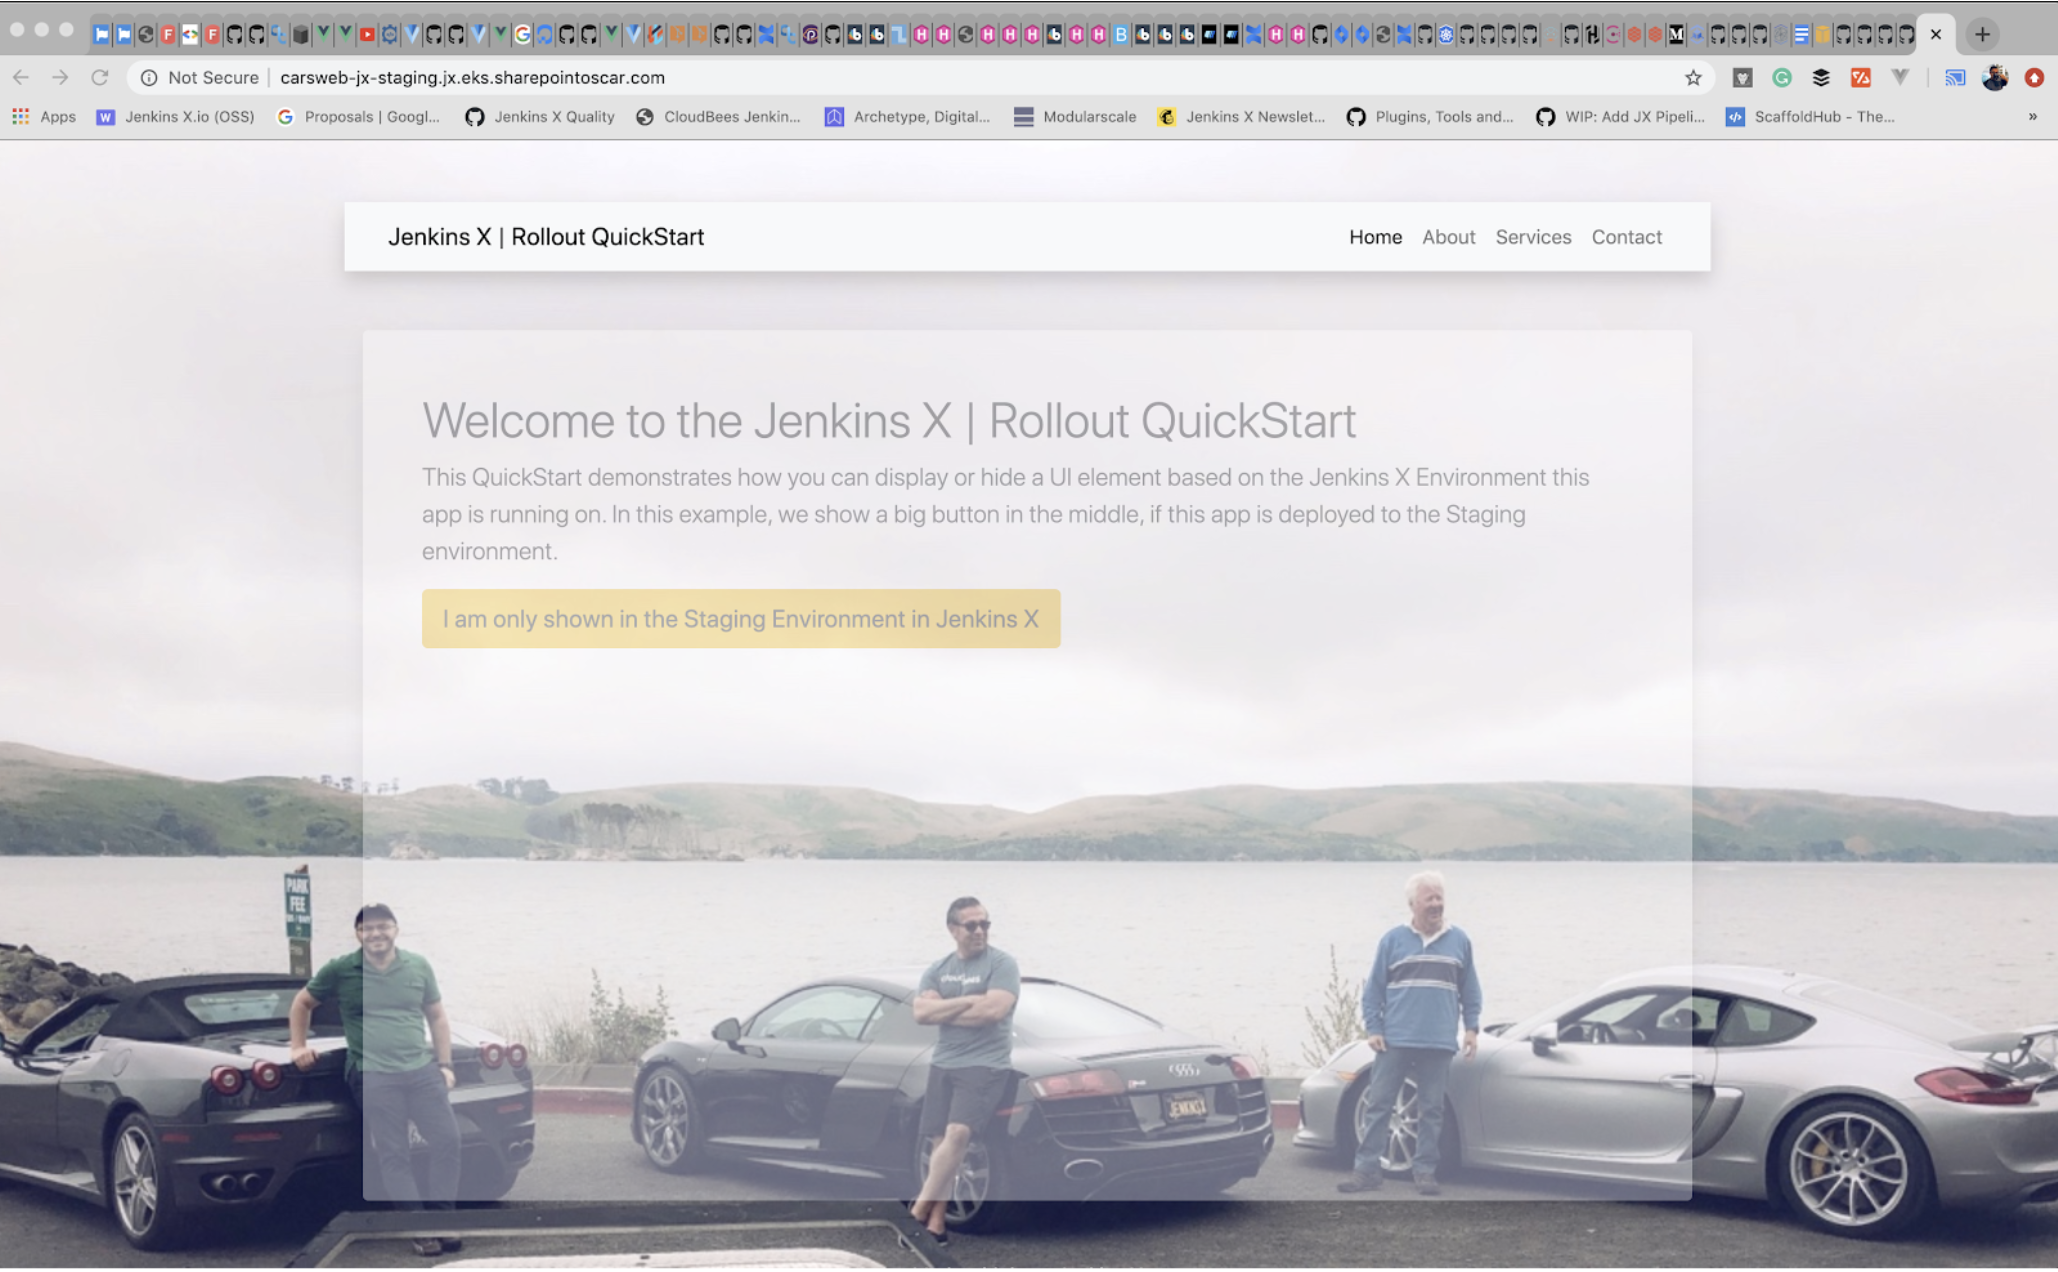 Not Secure | carsweb-jx-staging.jx.eks.sharepointoscar.com
Apps Jenkins X.io (OSS) Proposals | Googl... Jenkins X Quality CloudBees Jenkin... Archetype, Digital... Modularscale Jenkins X Newslet... Plugins, Tools and... WIP: Add JX Pipeli... ScaffoldHub - The... »
Jenkins X | Rollout QuickStart Home About Services Contact
Welcome to the Jenkins X | Rollout QuickStart
This QuickStart demonstrates how you can display or hide a UI element based on the Jenkins X Environment this
app is running on. In this example, we show a big button in the middle, if this app is deployed to the Staging
environment.
I am only shown in the Staging Environment in Jenkins X
PARK
FEE
JENKNSX